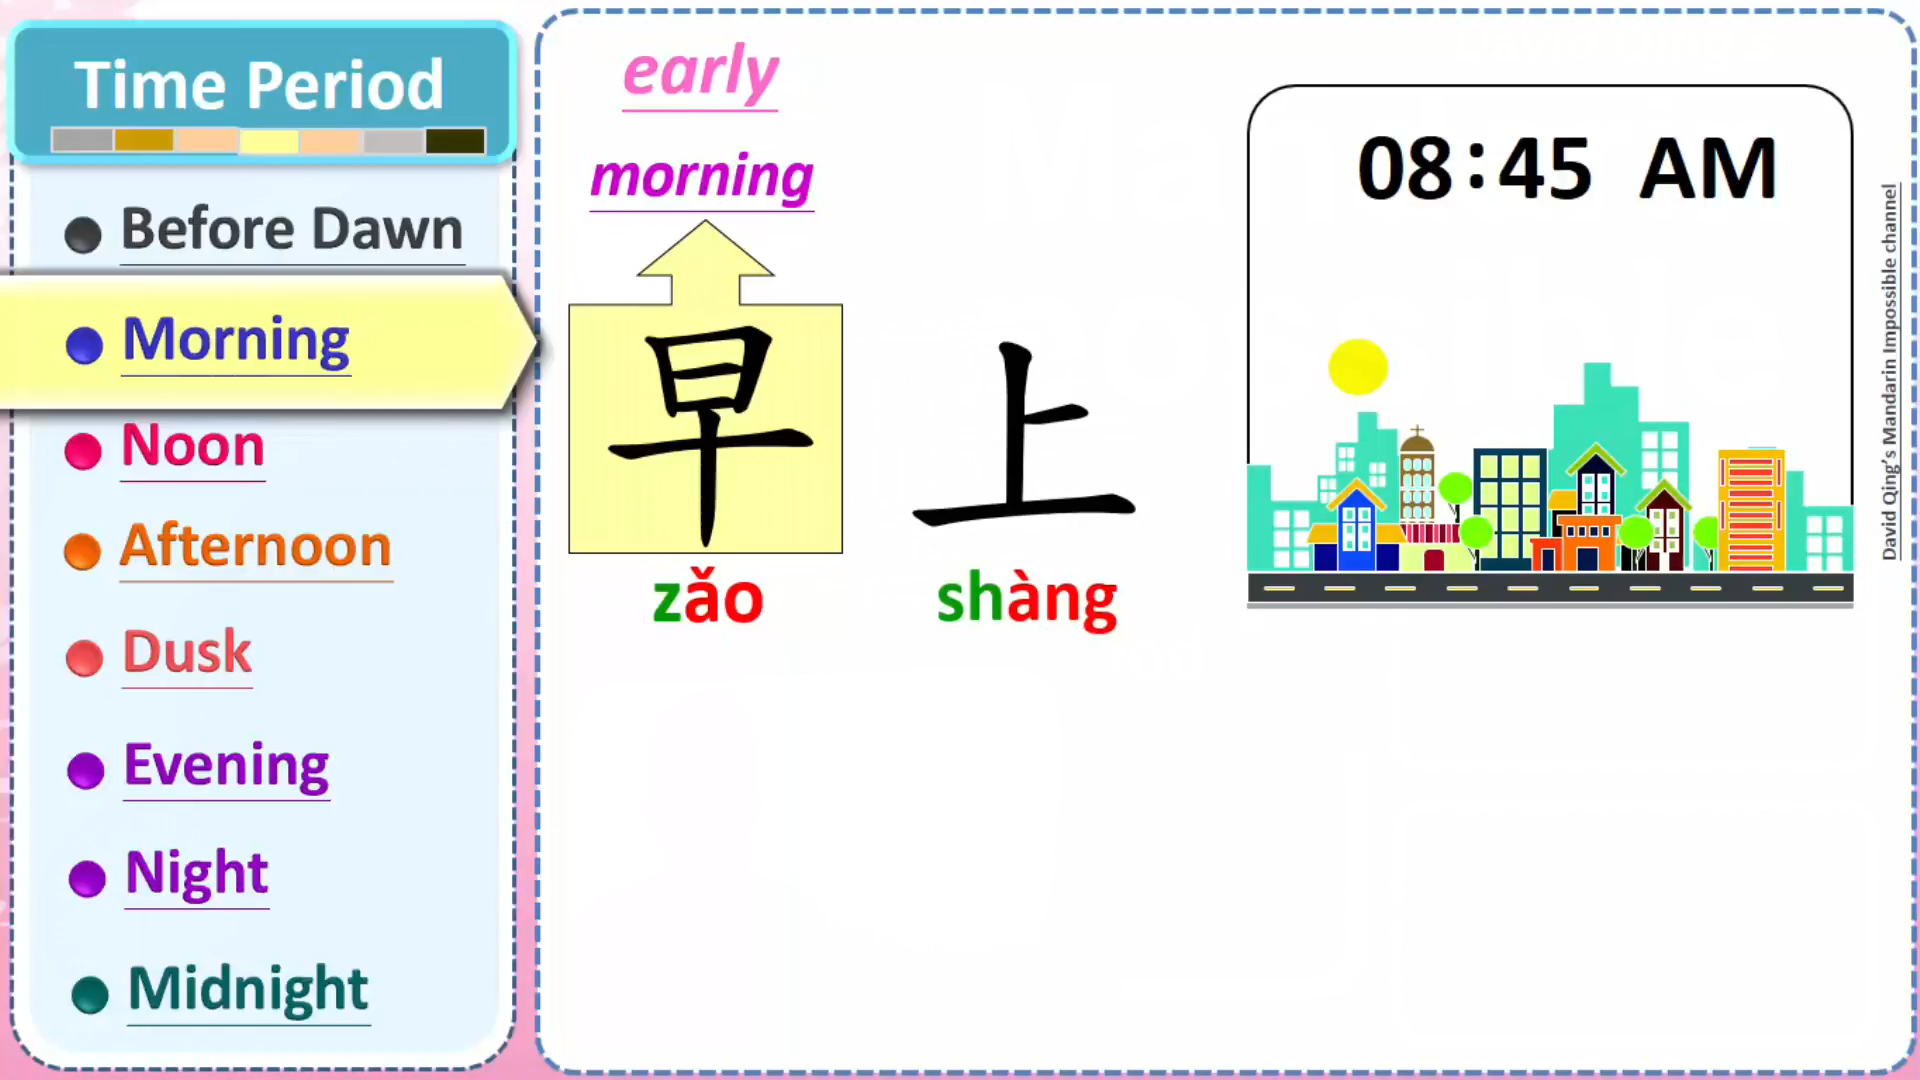 Time Period
Before Dawn
Morning
Noon
Afternoon
Dusk
Evening
Night
Midnight
early
morning
早上
zǎo shàng
08:45 AM
David Qing's Mandarin Impossible channel